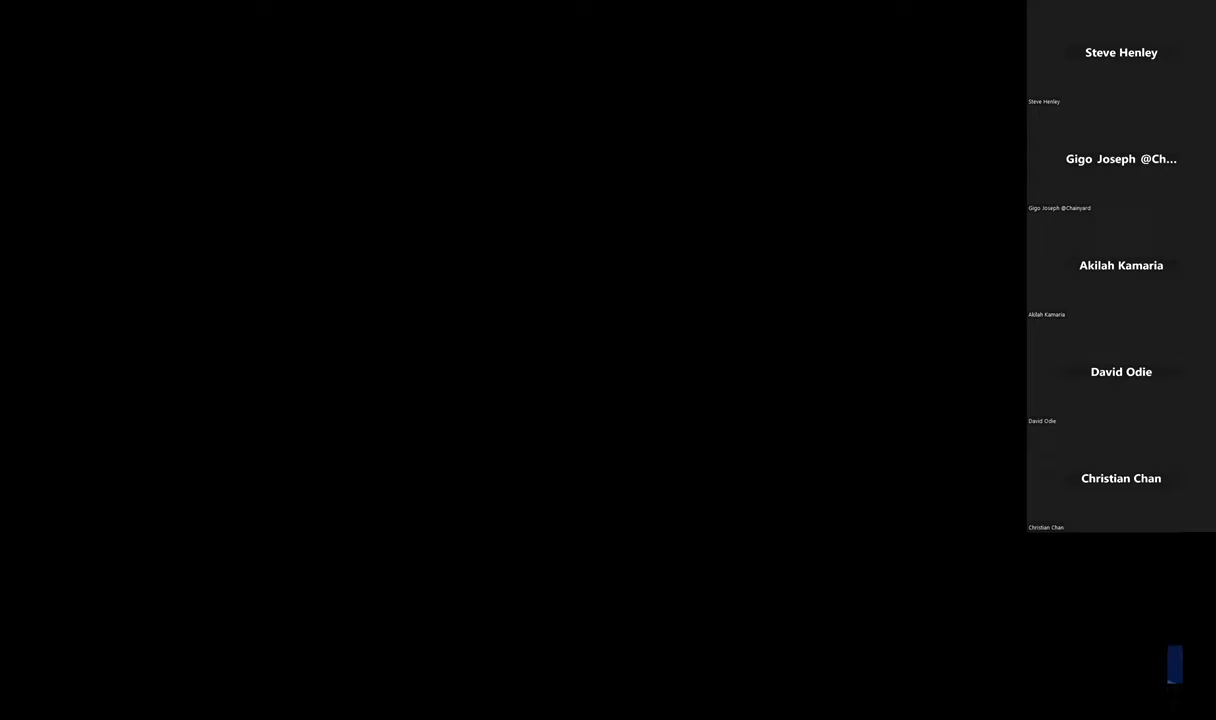 Steve Henley
Steve Henley
Gigo Joseph @Ch...
Gigo Joseph @Chainyard
Akilah Kamaria
Akilah Kamaria
David Odie
David Odie
Christian Chan
Christian Chan